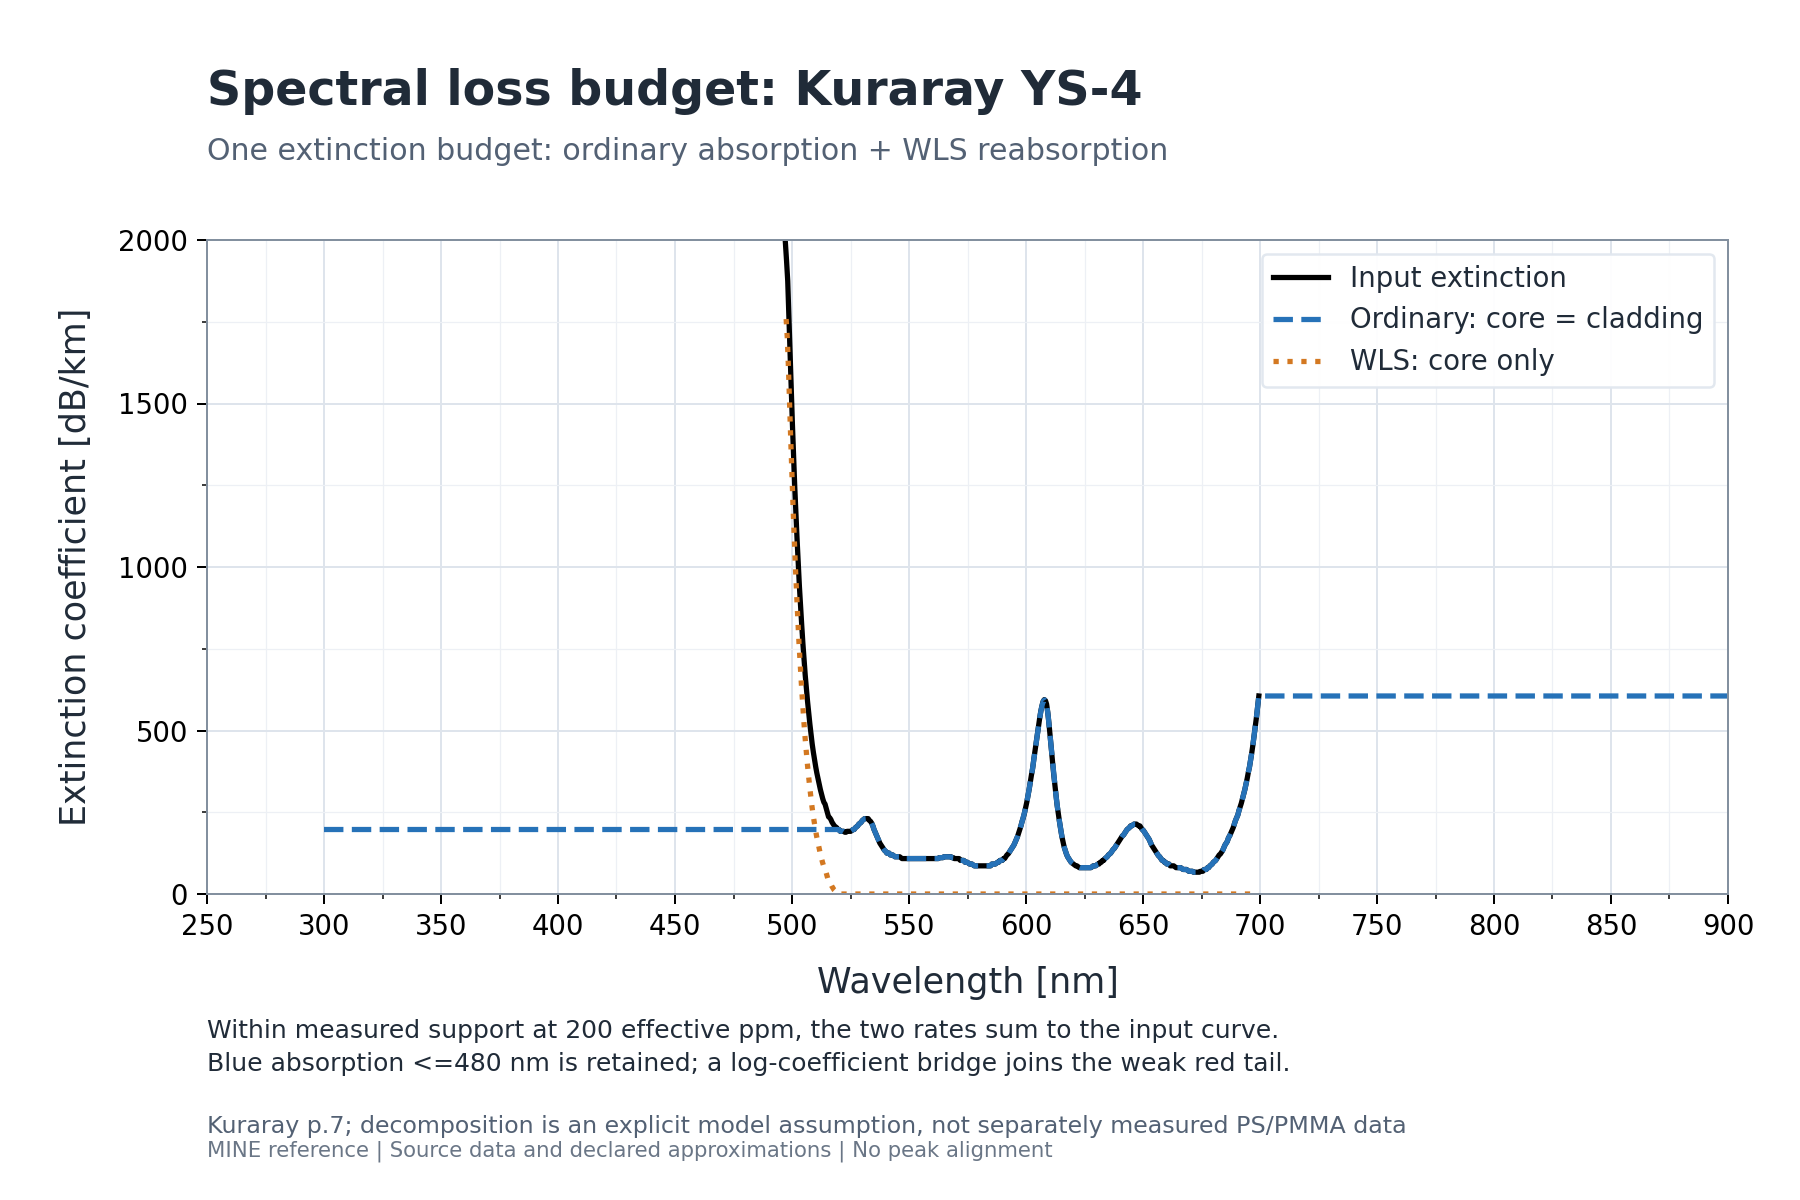 Spectral loss budget: Kuraray YS-4
One extinction budget: ordinary absorption + WLS reabsorption
Extinction coefficient [dB/km]
2000
1500
1000
500
0
Input extinction
Ordinary: core = cladding
WLS: core only
250 300 350 400 450 500 550 600 650 700 750 800 850 900
Wavelength [nm]
Within measured support at 200 effective ppm, the two rates sum to the input curve.
Blue absorption <=480 nm is retained; a log-coefficient bridge joins the weak red tail.
Kuraray p.7; decomposition is an explicit model assumption, not separately measured PS/PMMA data
MINE reference | Source data and declared approximations | No peak alignment